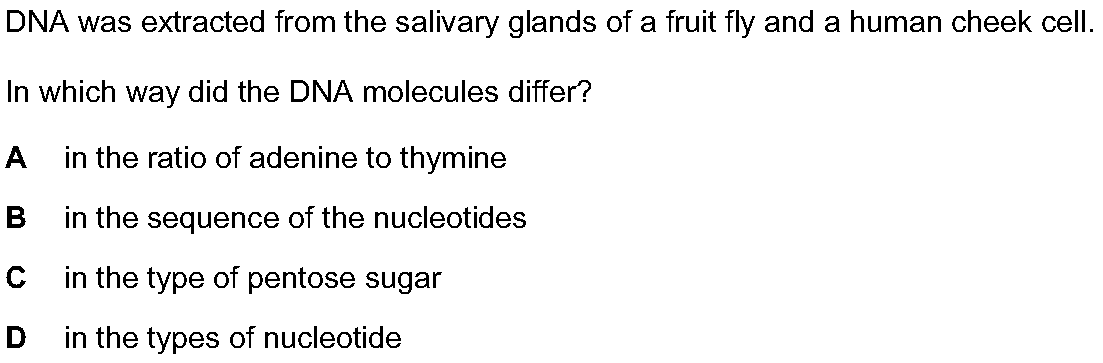 DNA was extracted from the salivary glands of a fruit fly and a human cheek cell.
In which way did the DNA molecules differ?
A in the ratio of adenine to thymine
B in the sequence of the nucleotides
C in the type of pentose sugar
D in the types of nucleotide